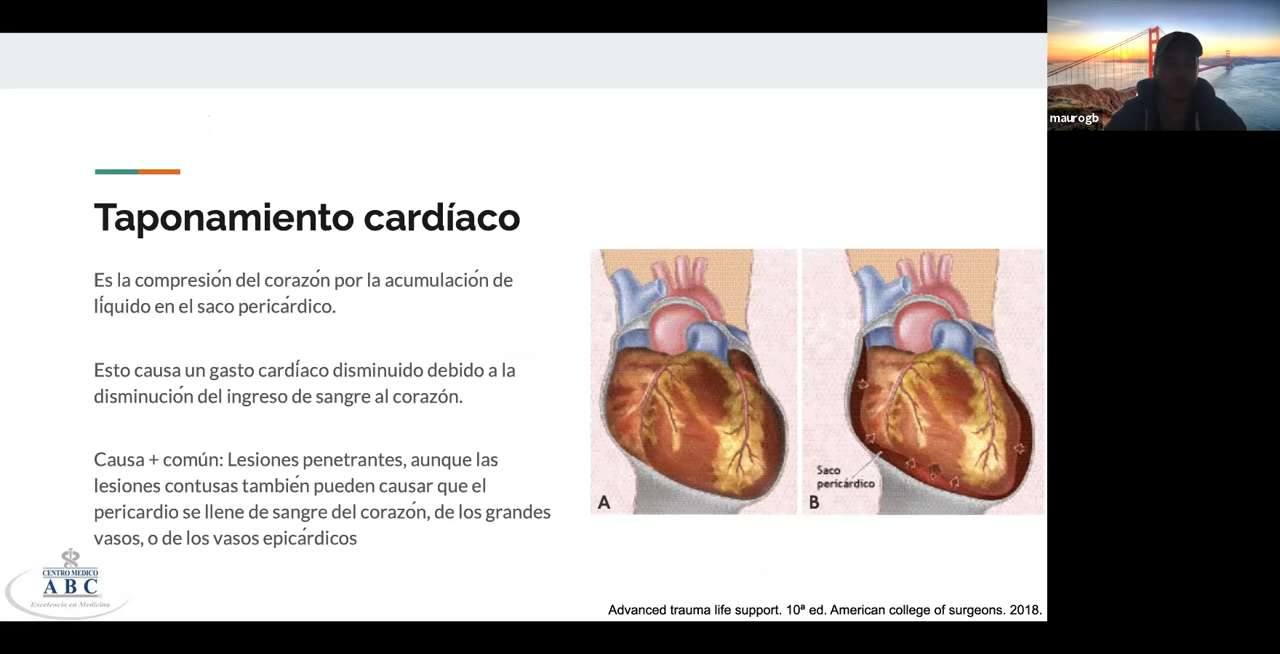 maurogb
Taponamiento cardíaco
Es la compresión del corazón por la acumulación de
líquido en el saco pericárdico.
Esto causa un gasto cardíaco disminuido debido a la
disminución del ingreso de sangre al corazón.
Causa + común: Lesiones penetrantes, aunque las
lesiones contusas también pueden causar que el
pericardio se llene de sangre del corazón, de los grandes
vasos, o de los vasos epicárdicos
Saco
pericárdico
A
B
CENTRO MEDICO
ABC
Excelencia en Medicina
Advanced trauma life support. 10ª ed. American college of surgeons. 2018.